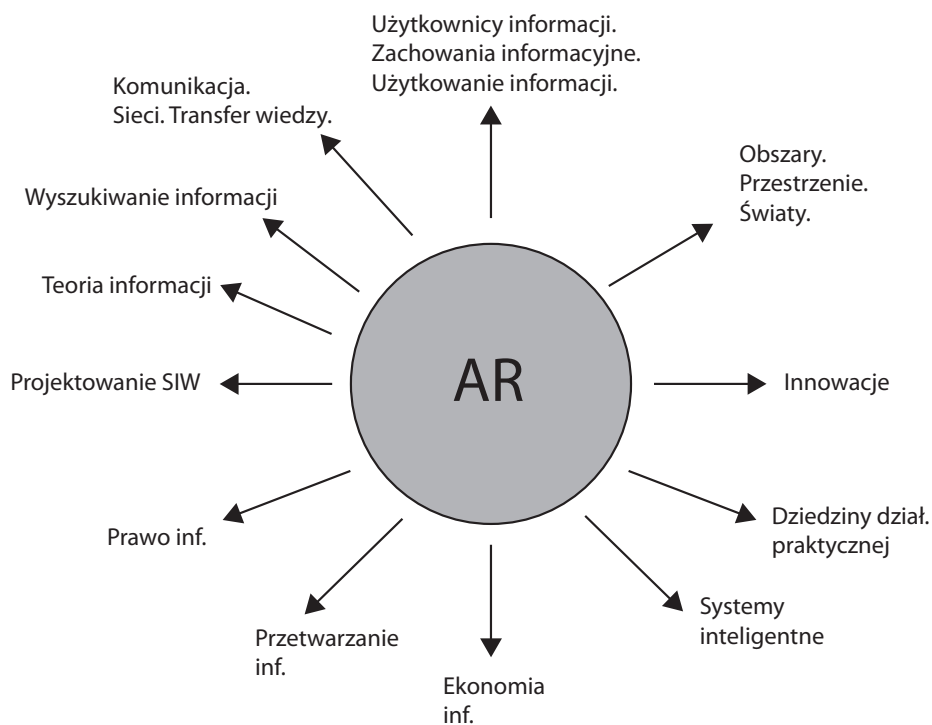 Użytkownicy informacji.
Zachowania informacyjne.
Użytkowanie informacji.
Komunikacja.
Sieci. Transfer wiedzy.
Obszary.
Przestrzenie.
Światy.
Wyszukiwanie informacji
Teoria informacji
Projektowanie SIW
AR
Innowacje
Prawo inf.
Dziedziny dział.
praktycznej
Przetwarzanie
inf.
Systemy
inteligentne
Ekonomia
inf.